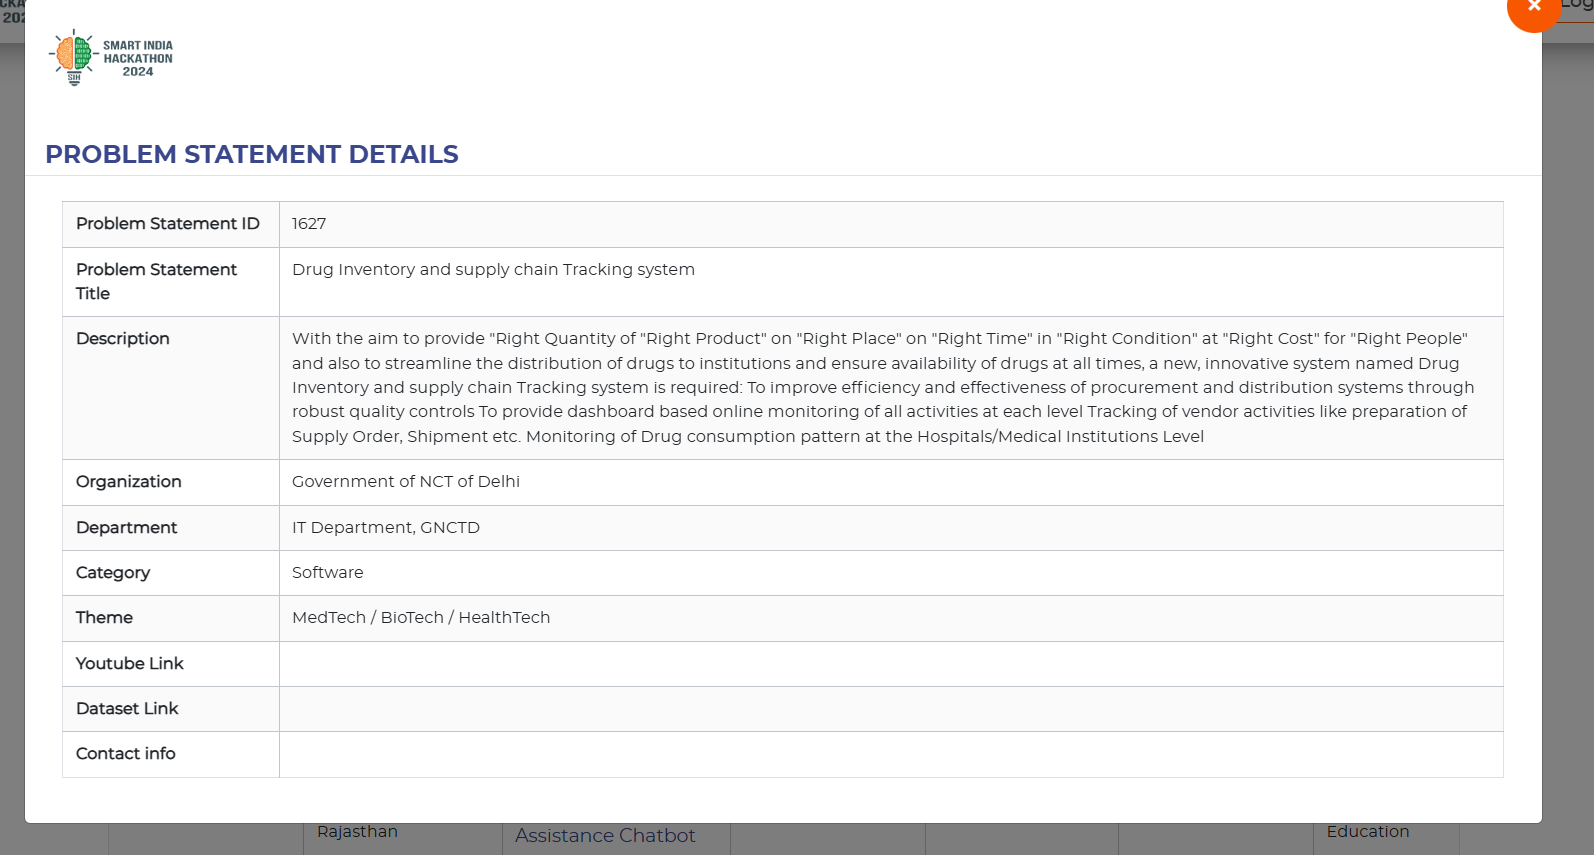 SMART INDIA
HACKATHON
2024
SIH
×
PROBLEM STATEMENT DETAILS
Problem Statement ID 1627
Problem Statement Title Drug Inventory and supply chain Tracking system
Description With the aim to provide "Right Quantity of "Right Product" on "Right Place" on "Right Time" in "Right Condition" at "Right Cost" for "Right People"
and also to streamline the distribution of drugs to institutions and ensure availability of drugs at all times, a new, innovative system named Drug
Inventory and supply chain Tracking system is required: To improve efficiency and effectiveness of procurement and distribution systems through
robust quality controls To provide dashboard based online monitoring of all activities at each level Tracking of vendor activities like preparation of
Supply Order, Shipment etc. Monitoring of Drug consumption pattern at the Hospitals/Medical Institutions Level
Organization Government of NCT of Delhi
Department IT Department, GNCTD
Category Software
Theme MedTech / BioTech / HealthTech
Youtube Link
Dataset Link
Contact info
Rajasthan Assistance Chatbot Education